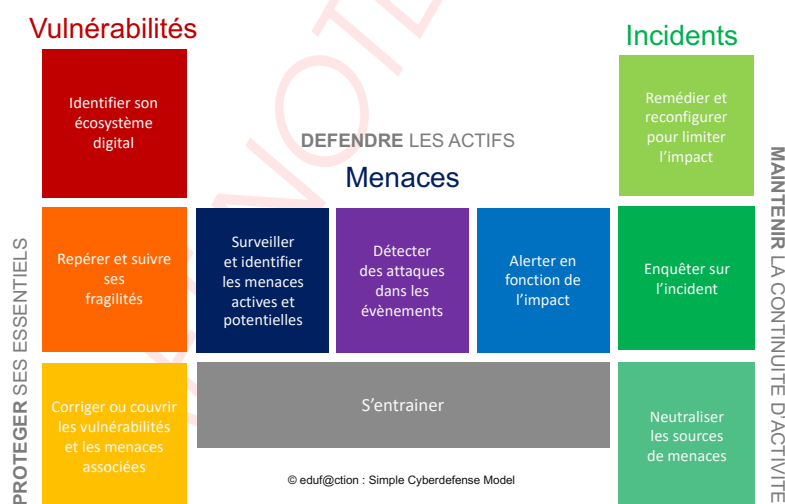 Vulnérabilités
Incidents
Identifier son
écosystème
digital
Remédier et
reconfigurer
pour limiter
l’impact
DEFENDRE LES ACTIFS
Menaces
Repérer et suivre
ses
fragilités
Surveiller
et identifier
les menaces
actives et
potentielles
Détecter
des attaques
dans les
évènements
Alerter en
fonction de
l’impact
Enquêter sur
l’incident
Corriger ou couvrir
les vulnérabilités
et les menaces
associées
S’entrainer
Neutraliser
les sources
de menaces
© eduf@ction : Simple Cyberdefense Model
PROTEGER SES ESSENTIELS
MAINTENIR LA CONTINUITE D’ACTIVITE